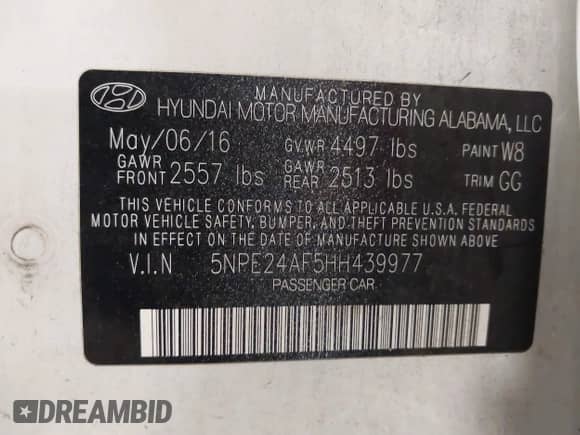 MANUFACTURED BY
HYUNDAI MOTOR MANUFACTURING ALABAMA, LLC
May/06/16 G.V.WR 4497 lbs PAINT W8
GAWR FRONT 2557 lbs GAWR REAR 2513 lbs TRIM GG
THIS VEHICLE CONFORMS TO ALL APPLICABLE U.S.A. FEDERAL
MOTOR VEHICLE SAFETY, BUMPER, AND THEFT PREVENTION STANDARDS
IN EFFECT ON THE DATE OF MANUFACTURE SHOWN ABOVE.
V.I.N 5NPE24AF5HH439977
PASSENGER CAR
DREAMBID